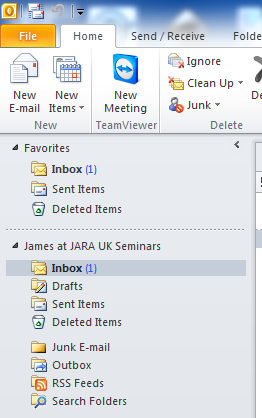 File Home Send / Receive Folde
New E-mail
New Items
New Meeting
Ignore
Clean Up
Junk
De
New TeamViewer Delete
Favorites
Inbox (1)
Sent Items
Deleted Items
James at JARA UK Seminars
Inbox (1)
Drafts
Sent Items
Deleted Items
Junk E-mail
Outbox
RSS Feeds
Search Folders